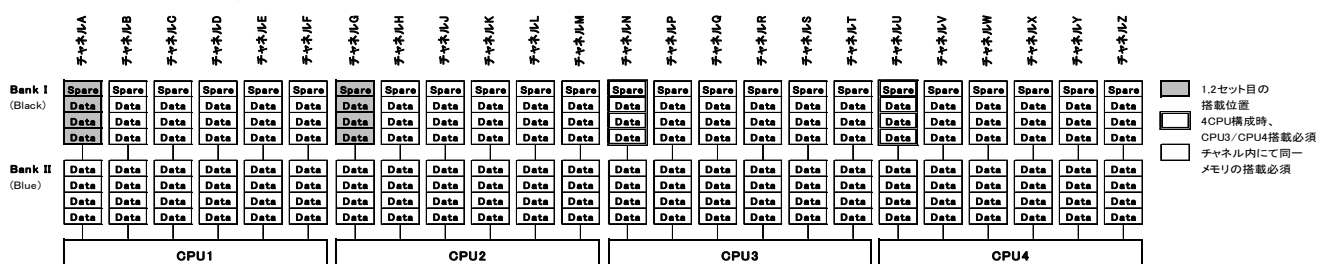 チャネルA チャネルB チャネルC チャネルD チャネルE チャネルF チャネルG チャネルH チャネルJ チャネルK チャネルL チャネルM チャネルN チャネルP チャネルQ チャネルR チャネルS チャネルT チャネルU チャネルV チャネルW チャネルX チャネルY チャネルZ
Bank I Spare Spare Spare Spare Spare Spare Spare Spare Spare Spare Spare Spare Spare Spare Spare Spare Spare Spare Spare Spare Spare Spare Spare Spare
(Black) Data Data Data Data Data Data Data Data Data Data Data Data Data Data Data Data Data Data Data Data Data Data Data Data
Data Data Data Data Data Data Data Data Data Data Data Data Data Data Data Data Data Data Data Data Data Data Data Data
Data Data Data Data Data Data Data Data Data Data Data Data Data Data Data Data Data Data Data Data Data Data Data Data
Bank II Data Data Data Data Data Data Data Data Data Data Data Data Data Data Data Data Data Data Data Data Data Data Data Data
(Blue) Data Data Data Data Data Data Data Data Data Data Data Data Data Data Data Data Data Data Data Data Data Data Data Data
Data Data Data Data Data Data Data Data Data Data Data Data Data Data Data Data Data Data Data Data Data Data Data Data
Data Data Data Data Data Data Data Data Data Data Data Data Data Data Data Data Data Data Data Data Data Data Data Data
CPU1 CPU2 CPU3 CPU4
1,2セット目の
搭載位置
4CPU構成時、
CPU3/CPU4搭載必須
チャネル内にて同一
メモリの搭載必須